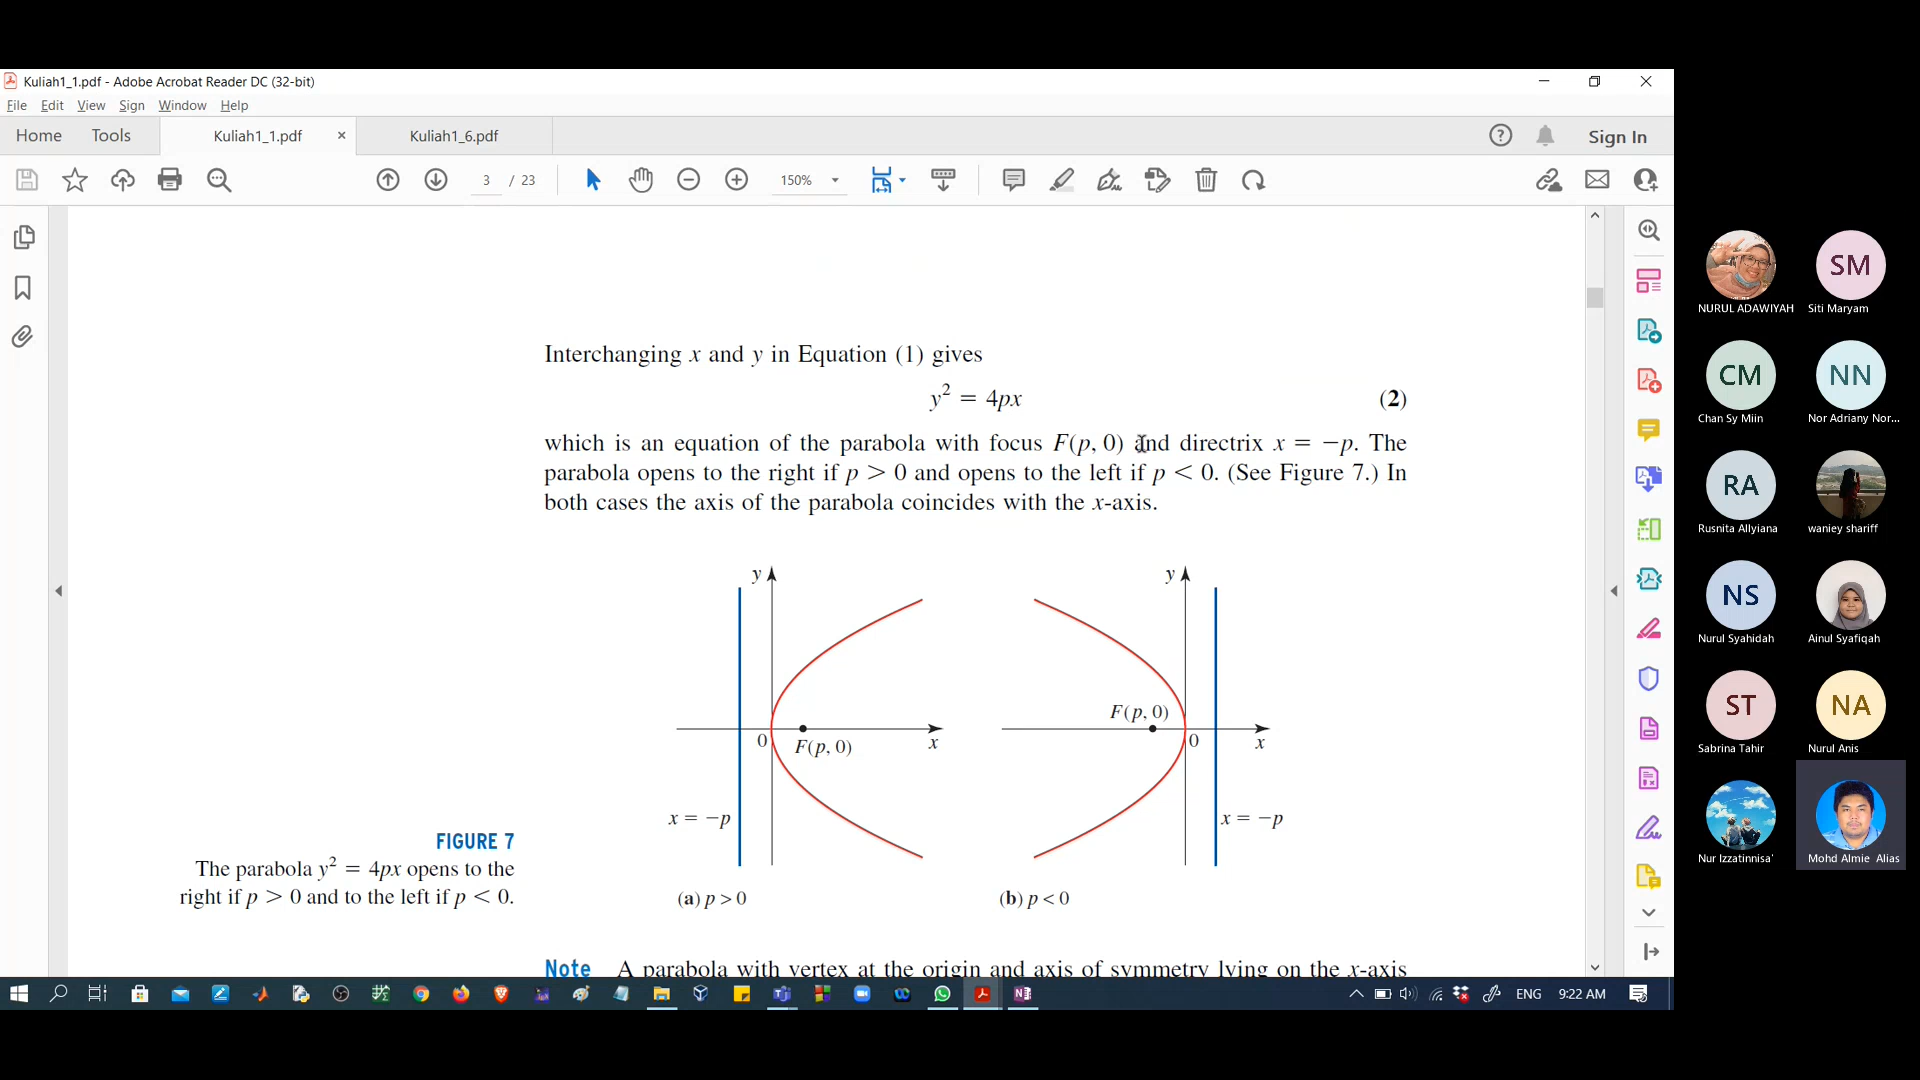 Kuliah1_1.pdf - Adobe Acrobat Reader DC (32-bit)
File Edit View Sign Window Help
Home Tools Kuliah1_1.pdf × Kuliah1_6.pdf Sign In
3 / 23 150%
Interchanging x and y in Equation (1) gives
y² = 4px (2)
which is an equation of the parabola with focus F(p, 0) and directrix x = −p. The
parabola opens to the right if p > 0 and opens to the left if p < 0. (See Figure 7.) In
both cases the axis of the parabola coincides with the x-axis.
y y
F(p, 0)
0 F(p, 0) x 0 x
x = −p x = −p
(a) p > 0 (b) p < 0
FIGURE 7
The parabola y² = 4px opens to the
right if p > 0 and to the left if p < 0.
Note A parabola with vertex at the origin and axis of symmetry lying on the x-axis
ENG 9:22 AM
NURUL ADAWIYAH
SM
Siti Maryam
CM
Chan Sy Miin
NN
Nor Adriany Nor...
RA
Rusnita Allyiana
waniey shariff
NS
Nurul Syahidah
Ainul Syafiqah
ST
Sabrina Tahir
NA
Nurul Anis
Nur Izzatinnisa'
Mohd Almie Alias